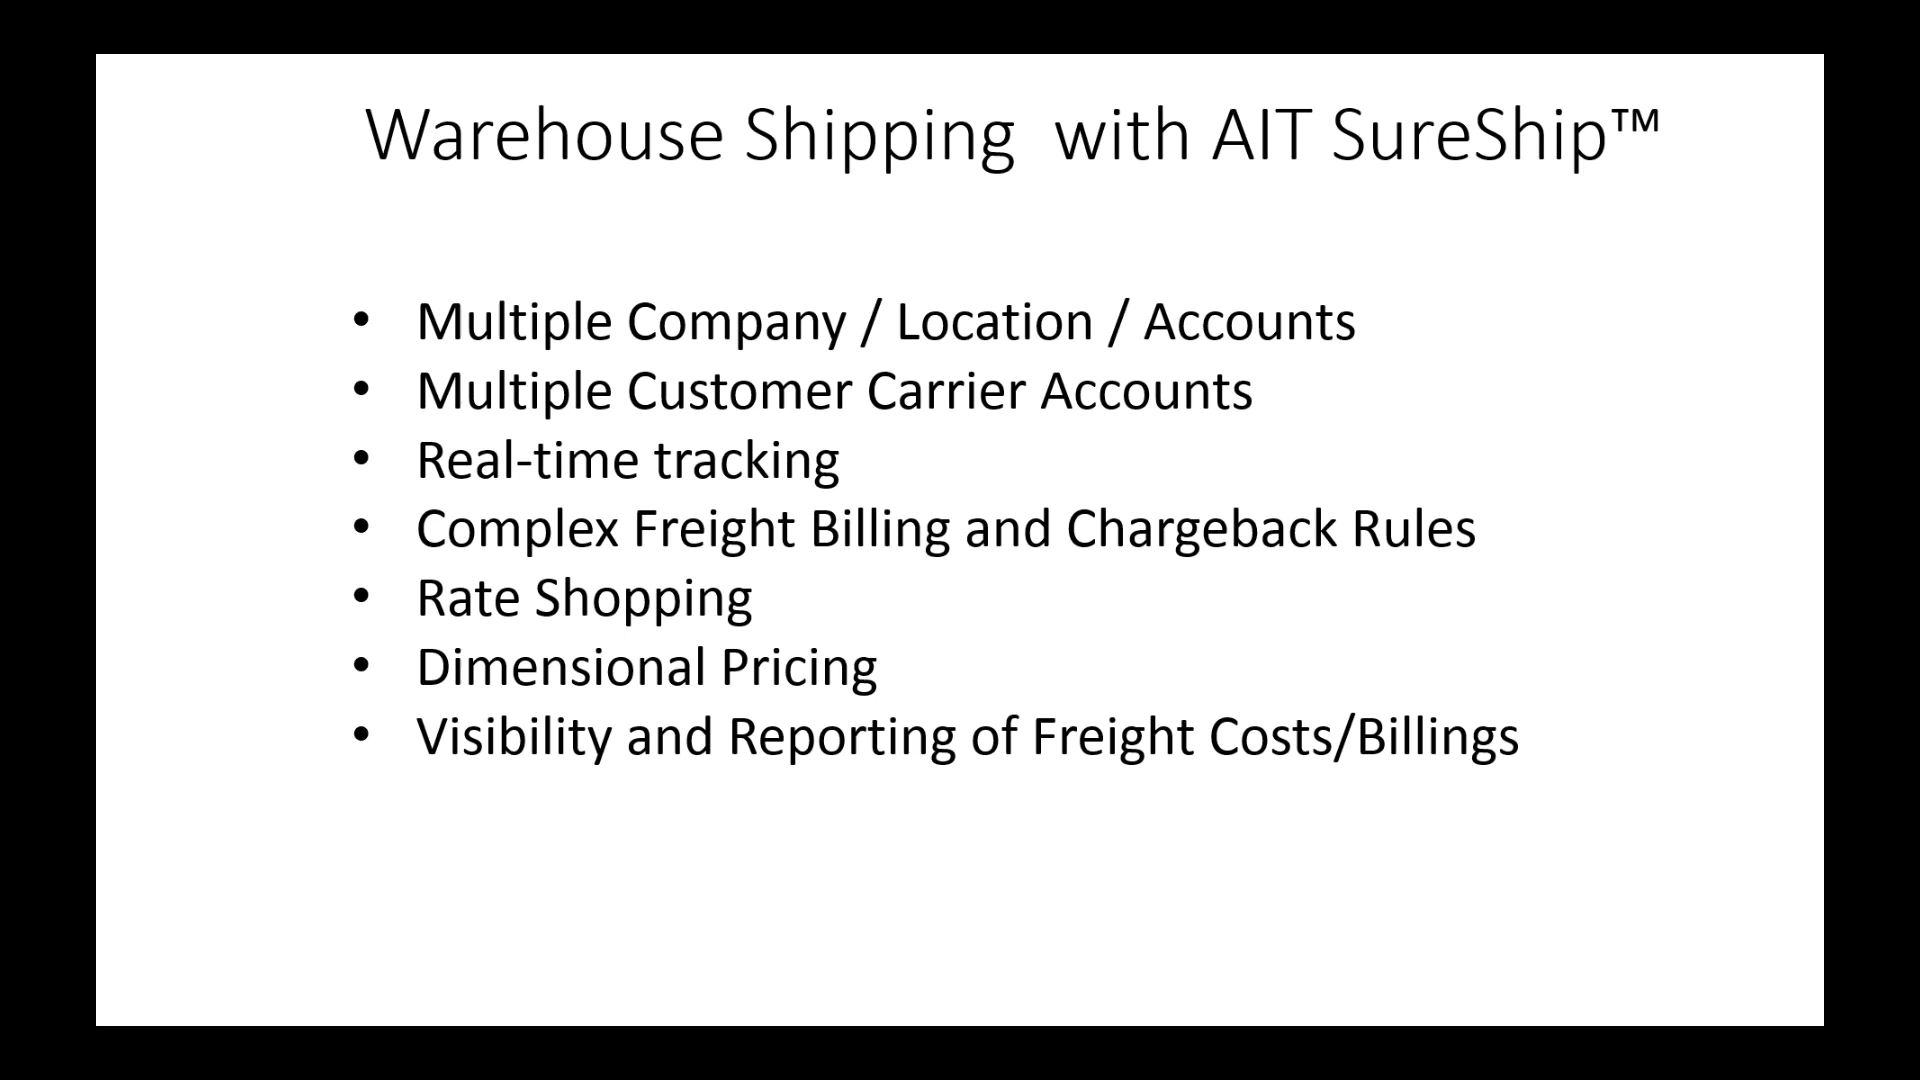 Warehouse Shipping  with AIT SureShip™
• Multiple Company / Location / Accounts
• Multiple Customer Carrier Accounts
• Real-time tracking
• Complex Freight Billing and Chargeback Rules
• Rate Shopping
• Dimensional Pricing
• Visibility and Reporting of Freight Costs/Billings